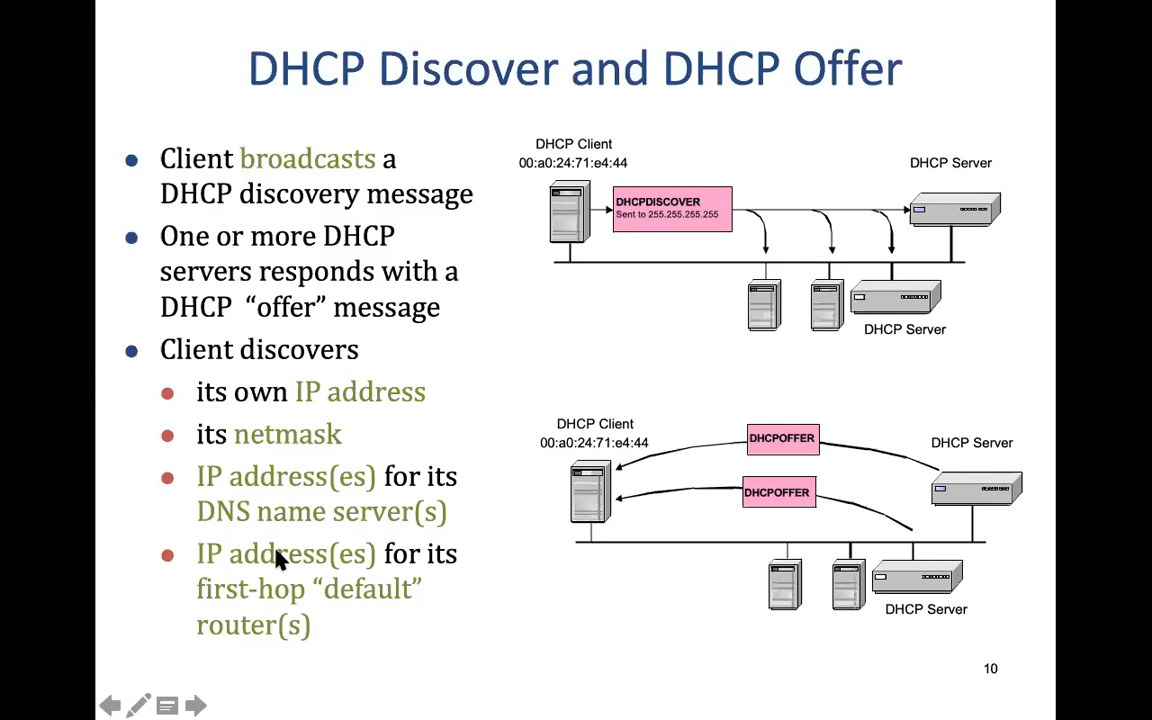 DHCP Discover and DHCP Offer
Client broadcasts a
DHCP discovery message
One or more DHCP
servers responds with a
DHCP “offer” message
Client discovers
its own IP address
its netmask
IP address(es) for its
DNS name server(s)
IP address(es) for its
first-hop “default”
router(s)
DHCP Client
00:a0:24:71:e4:44
DHCP Server
DHCPDISCOVER
Sent to 255.255.255.255
DHCP Server
DHCP Client
00:a0:24:71:e4:44
DHCPOFFER
DHCP Server
DHCPOFFER
DHCP Server
10